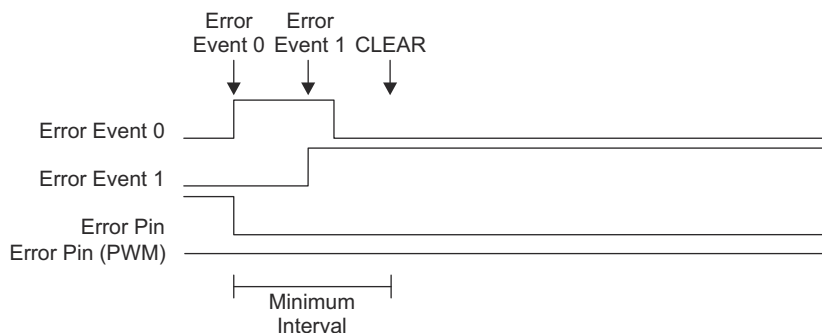 Error Error
Event 0 Event 1 CLEAR
Error Event 0
Error Event 1
Error Pin
Error Pin (PWM)
Minimum
Interval